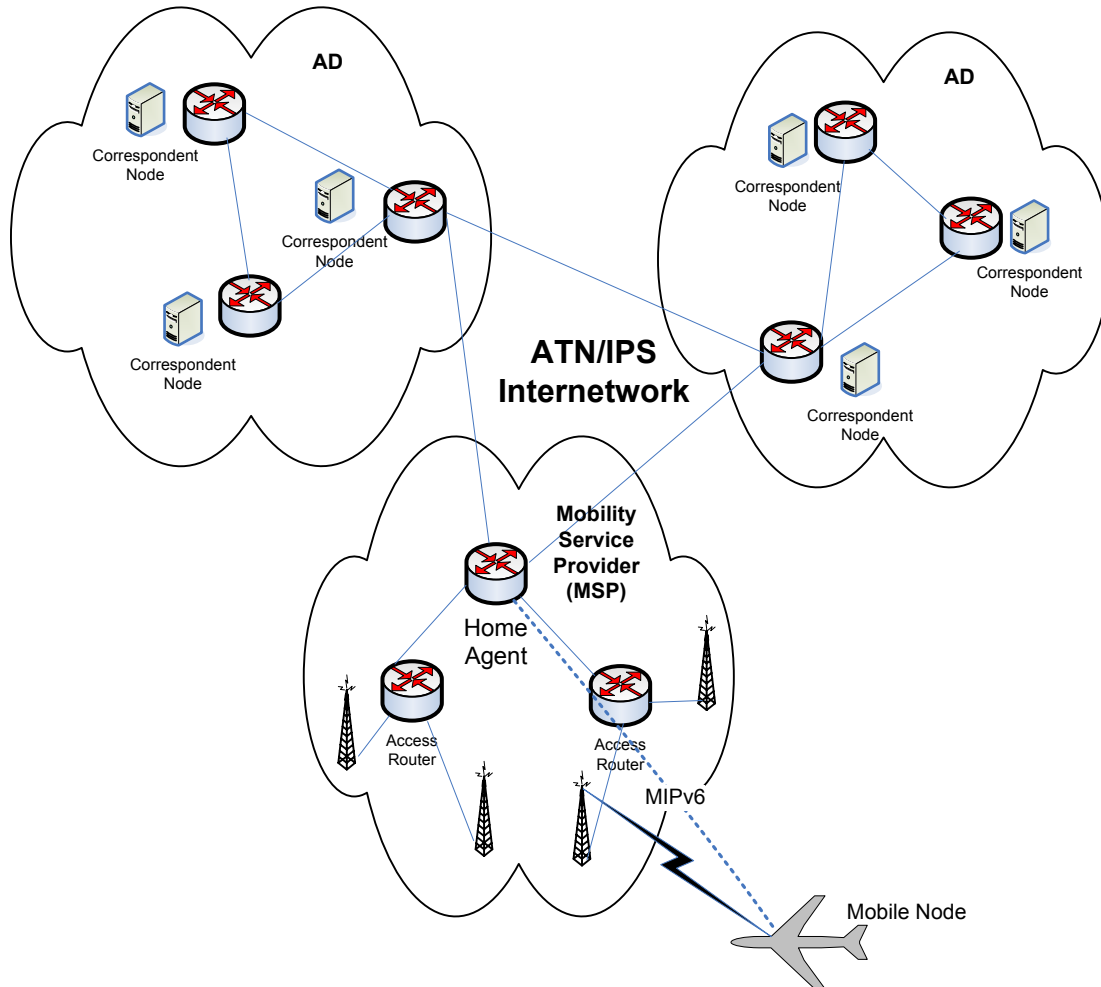 AD
Correspondent
Node
Correspondent
Node
Correspondent
Node
AD
Correspondent
Node
Correspondent
Node
Correspondent
Node
ATN/IPS
Internetwork
Mobility
Service
Provider
(MSP)
Home
Agent
Access
Router
Access
Router
MIPv6
Mobile Node